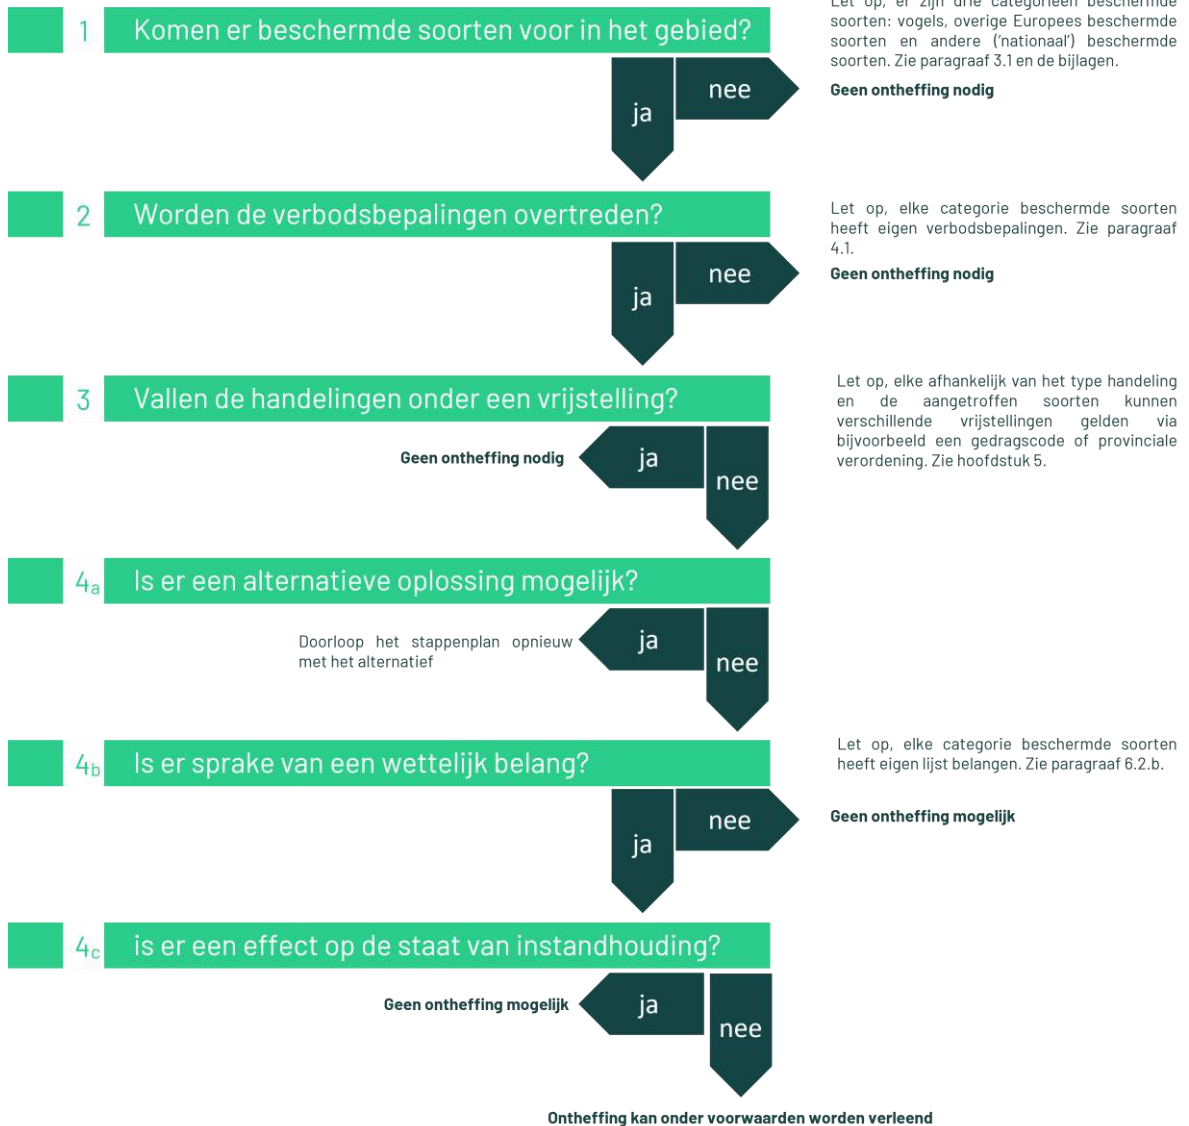 Let op, er zijn drie categorieën beschermde
1 Komen er beschermde soorten voor in het gebied?
soorten: vogels, overige Europees beschermde
soorten en andere (‘nationaal’) beschermde
soorten. Zie paragraaf 3.1 en de bijlagen.
nee
Geen ontheffing nodig
ja
2 Worden de verbodsbepalingen overtreden?
Let op, elke categorie beschermde soorten
heeft eigen verbodsbepalingen. Zie paragraaf
4.1.
nee
Geen ontheffing nodig
ja
3 Vallen de handelingen onder een vrijstelling?
Let op, elke afhankelijk van het type handeling
en de aangetroffen soorten kunnen
verschillende vrijstellingen gelden via
bijvoorbeeld een gedragscode of provinciale
verordening. Zie hoofdstuk 5.
Geen ontheffing nodig
ja
nee
4a Is er een alternatieve oplossing mogelijk?
Doorloop het stappenplan opnieuw
met het alternatief
ja
nee
4b Is er sprake van een wettelijk belang?
Let op, elke categorie beschermde soorten
heeft eigen lijst belangen. Zie paragraaf 6.2.b.
nee
Geen ontheffing mogelijk
ja
4c is er een effect op de staat van instandhouding?
Geen ontheffing mogelijk
ja
nee
Ontheffing kan onder voorwaarden worden verleend